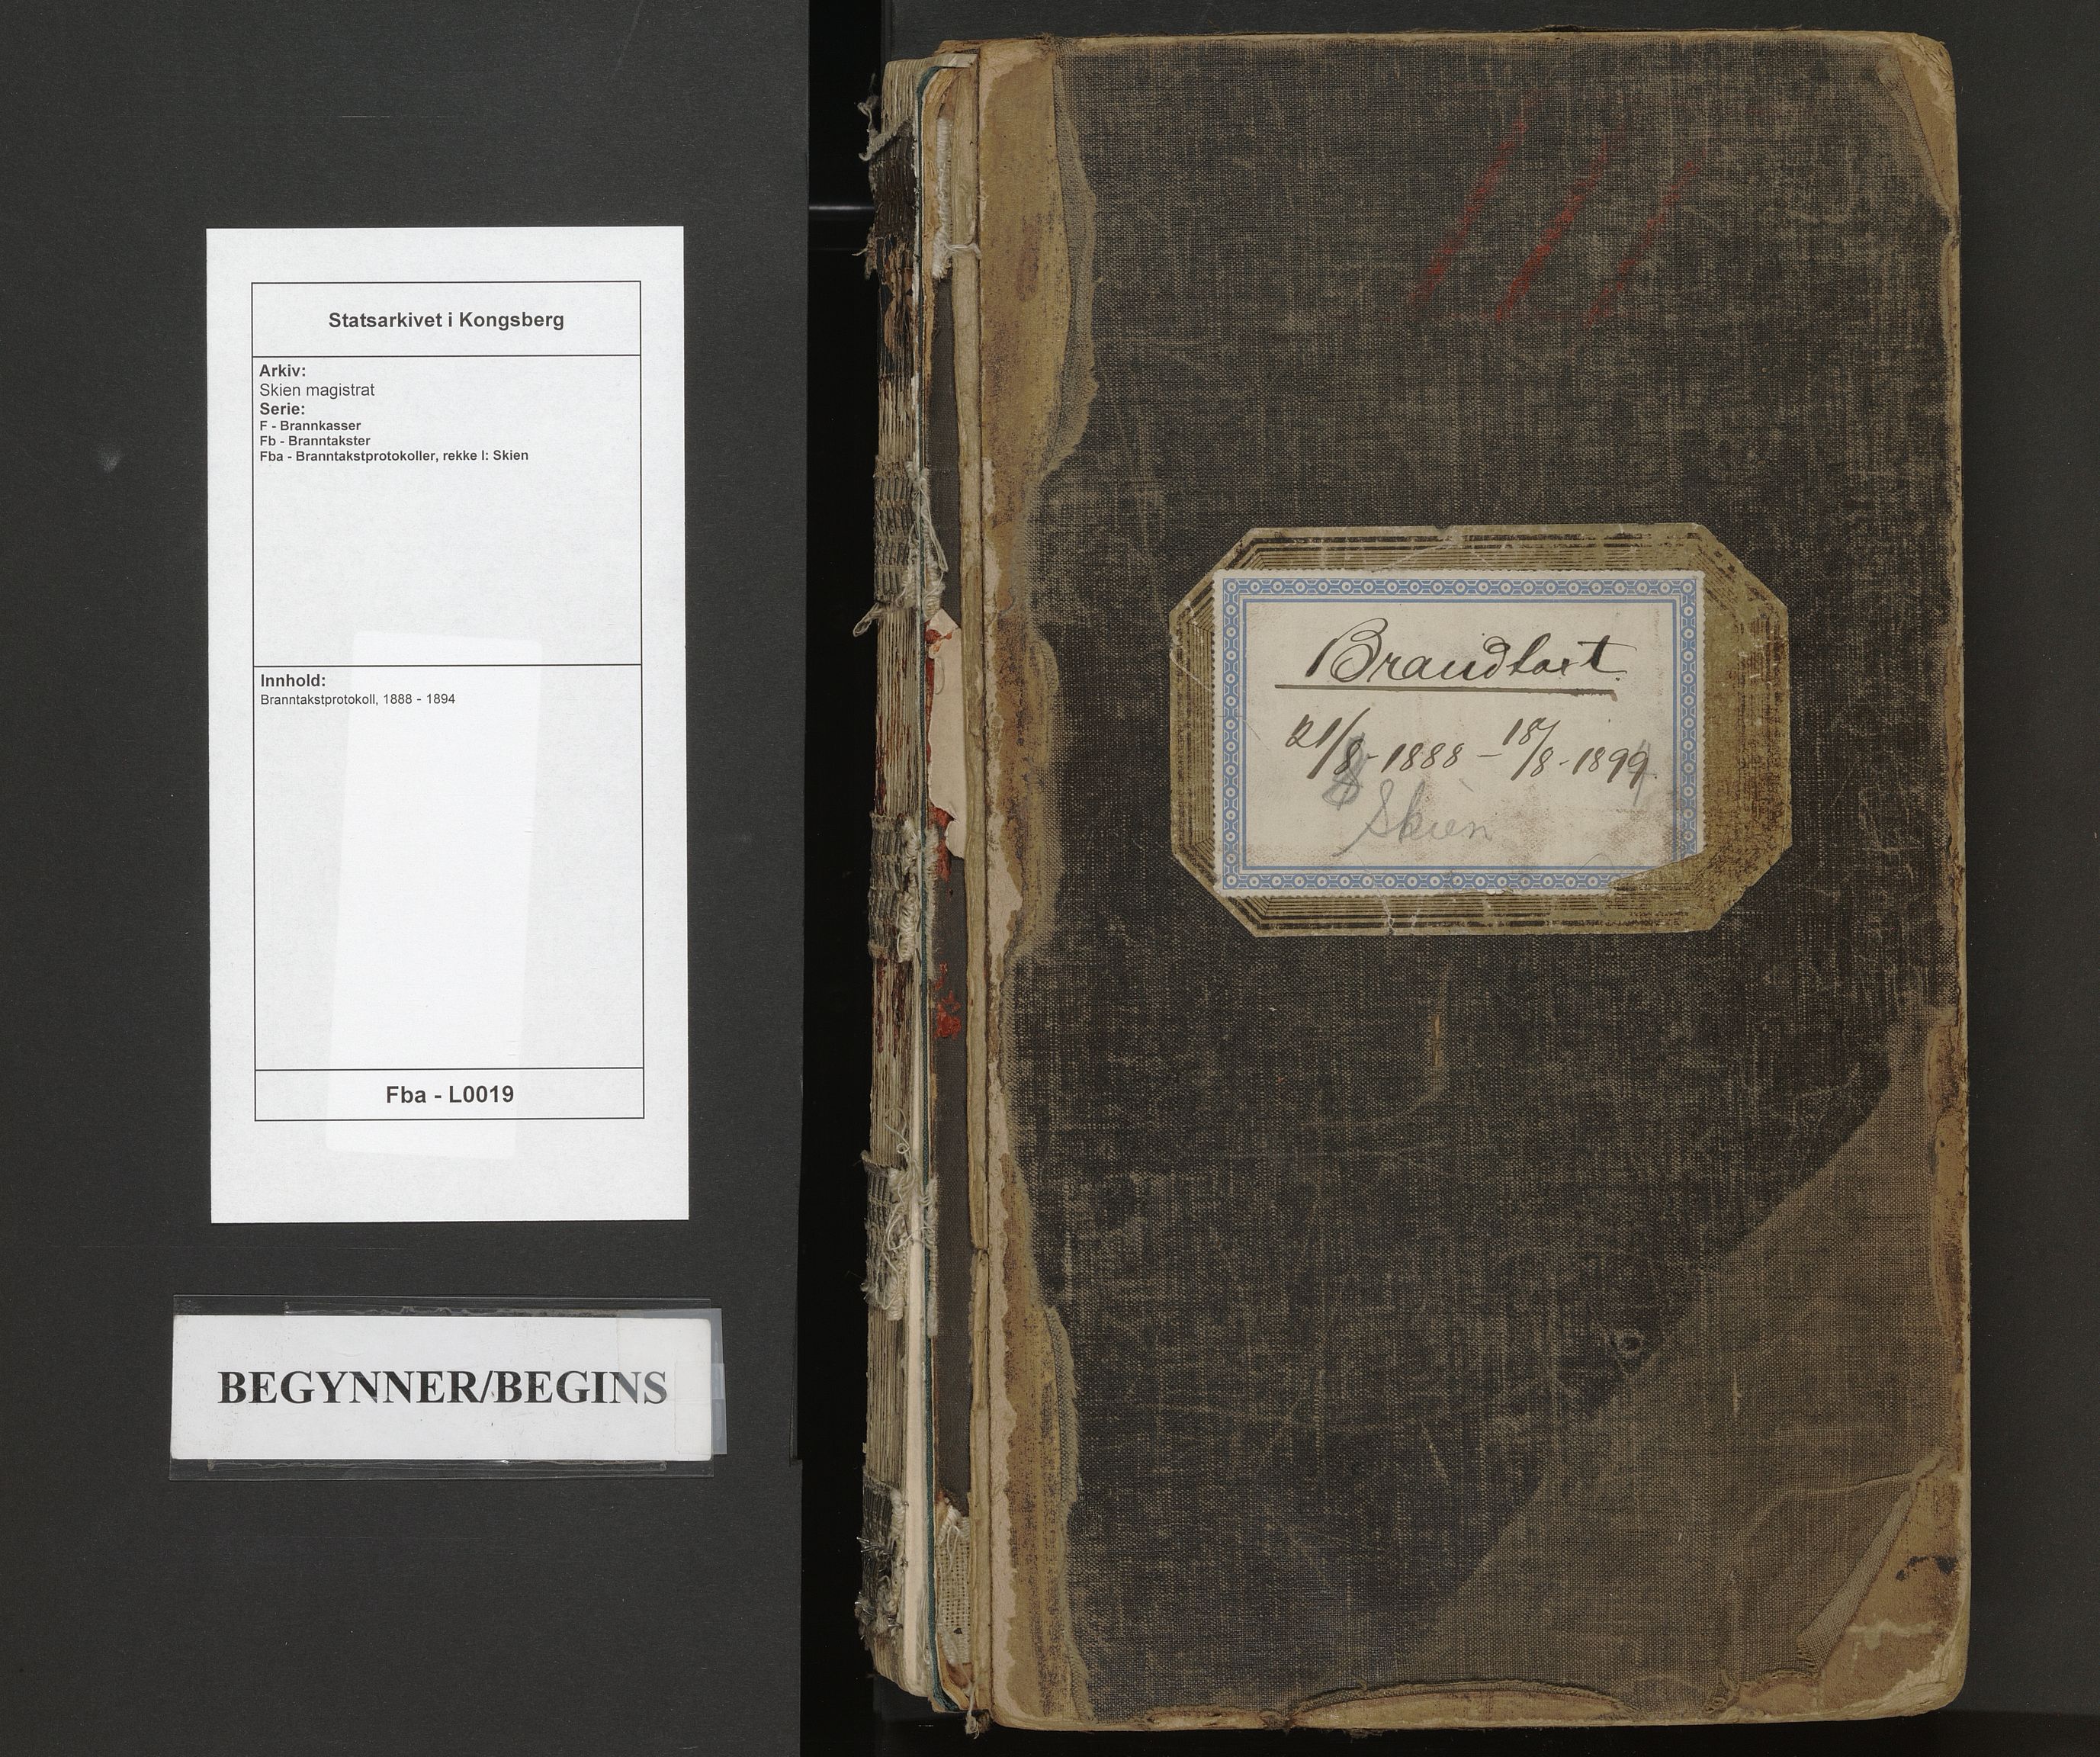 Statsarkivet i Kongsberg
Arkiv:
Skien magistrat
Serie:
F - Brannkasser
Fb - Branntakster
Fba - Branntakstprotokoller, rekke I: Skien
Innhold:
Branntakstprotokoll, 1888 - 1894
Fba - L0019
BEGYNNER/BEGINS
Brandtaxt.
21/8-1888 - 18/8-1894
Skien